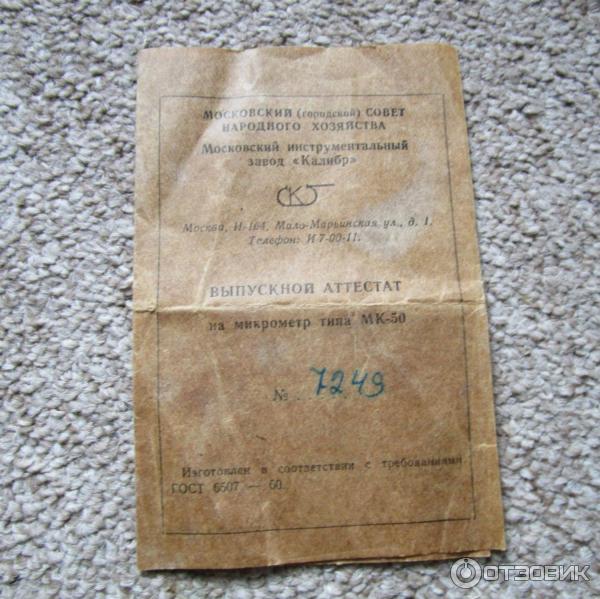 МОСКОВСКИЙ (городской) СОВЕТ
НАРОДНОГО ХОЗЯЙСТВА
Московский инструментальный
завод «Калибр»
Москва, И-164, Мало-Марьинская ул., д. 1.
Телефон: И 7-00-11.
ВЫПУСКНОЙ АТТЕСТАТ
на микрометр типа МК-50
№ 7249
Изготовлен в соответствии с требованиями
ГОСТ 6507 — 60.
ОТЗОВИК